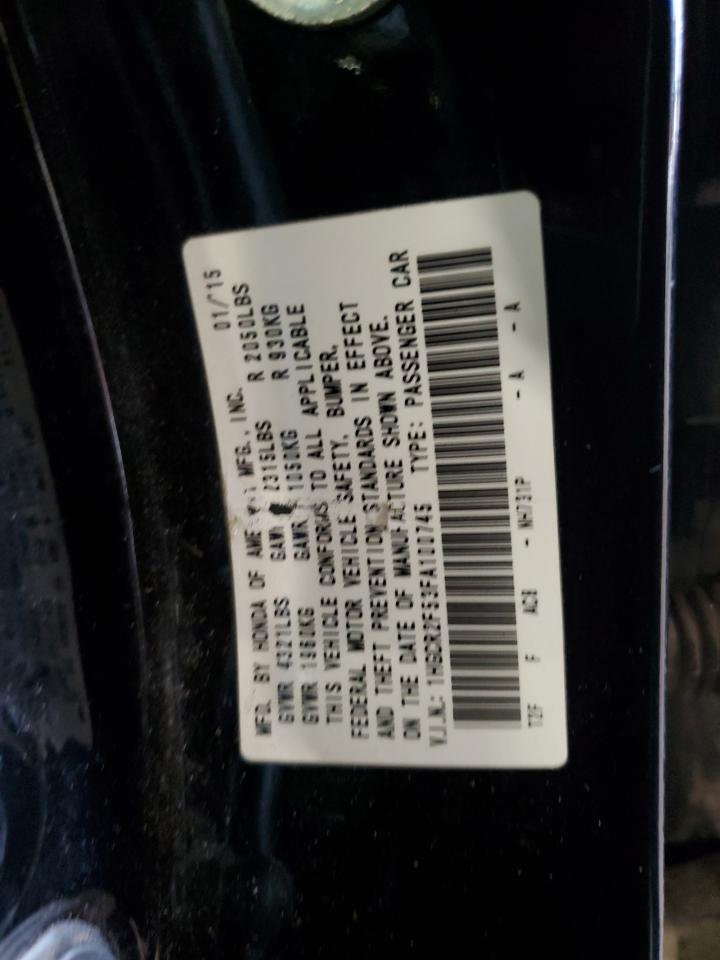 MFD. BY HONDA OF AME MFG., INC. 01/'15
GVWR 4321LBS GAWR 2315LBS R 2050LBS
GVWR 1960KG GAWR 1050KG R 930KG
THIS VEHICLE CONFORMS TO ALL APPLICABLE
FEDERAL MOTOR VEHICLE SAFETY, BUMPER,
AND THEFT PREVENTION STANDARDS IN EFFECT
ON THE DATE OF MANUFACTURE SHOWN ABOVE.
V.I.N.: 1HGCR2F53FA100745 TYPE: PASSENGER CAR
TZF F AC8 - NH731P - A - A